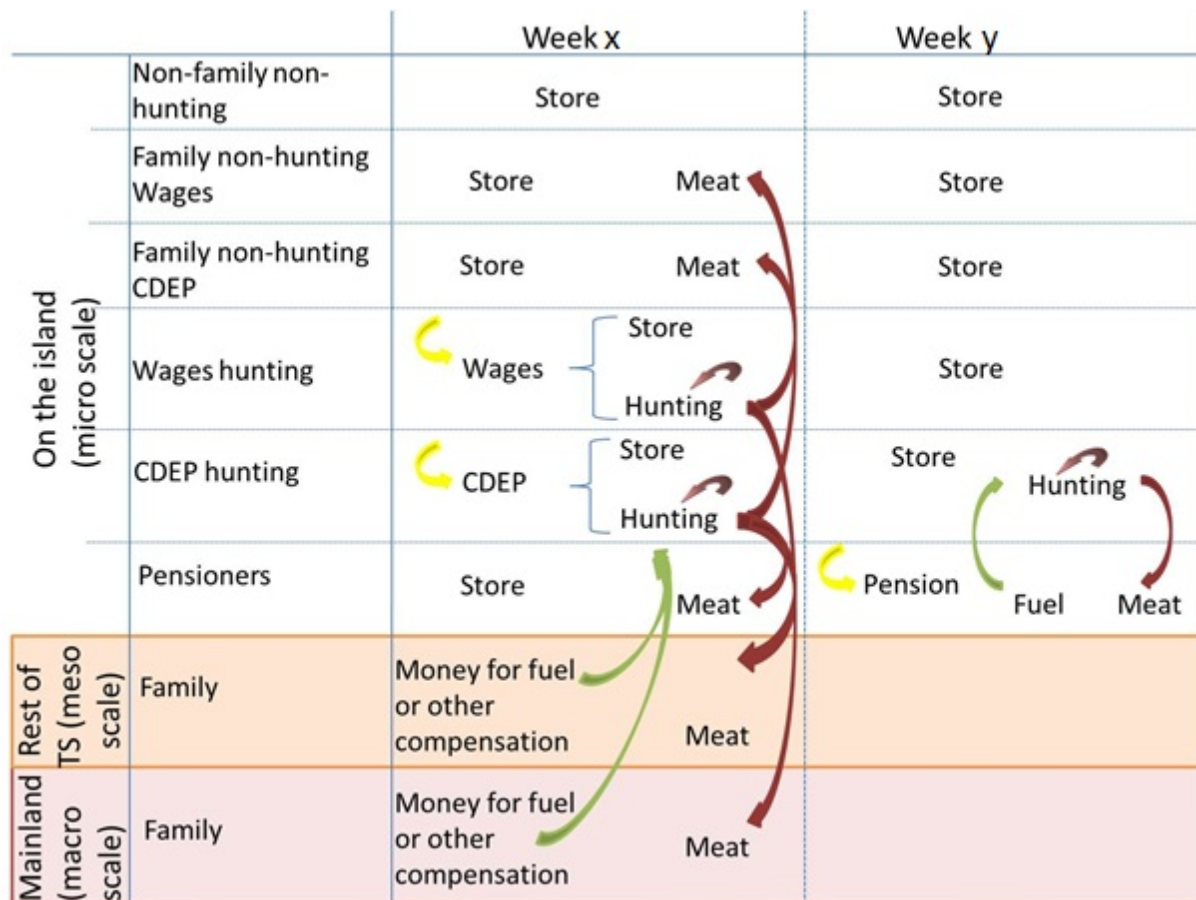 Week x
Week y
On the island
(micro scale)
Non-family non-
hunting
Store
Store
Family non-hunting
Wages
Store
Meat
Store
Family non-hunting
CDEP
Store
Meat
Store
Wages hunting
Wages
Store
Hunting
Store
CDEP hunting
CDEP
Store
Hunting
Store
Hunting
Pensioners
Store
Meat
Pension
Fuel
Meat
Rest of
TS (meso
scale)
Family
Money for fuel
or other
compensation
Meat
Mainland
(macro
scale)
Family
Money for fuel
or other
compensation
Meat